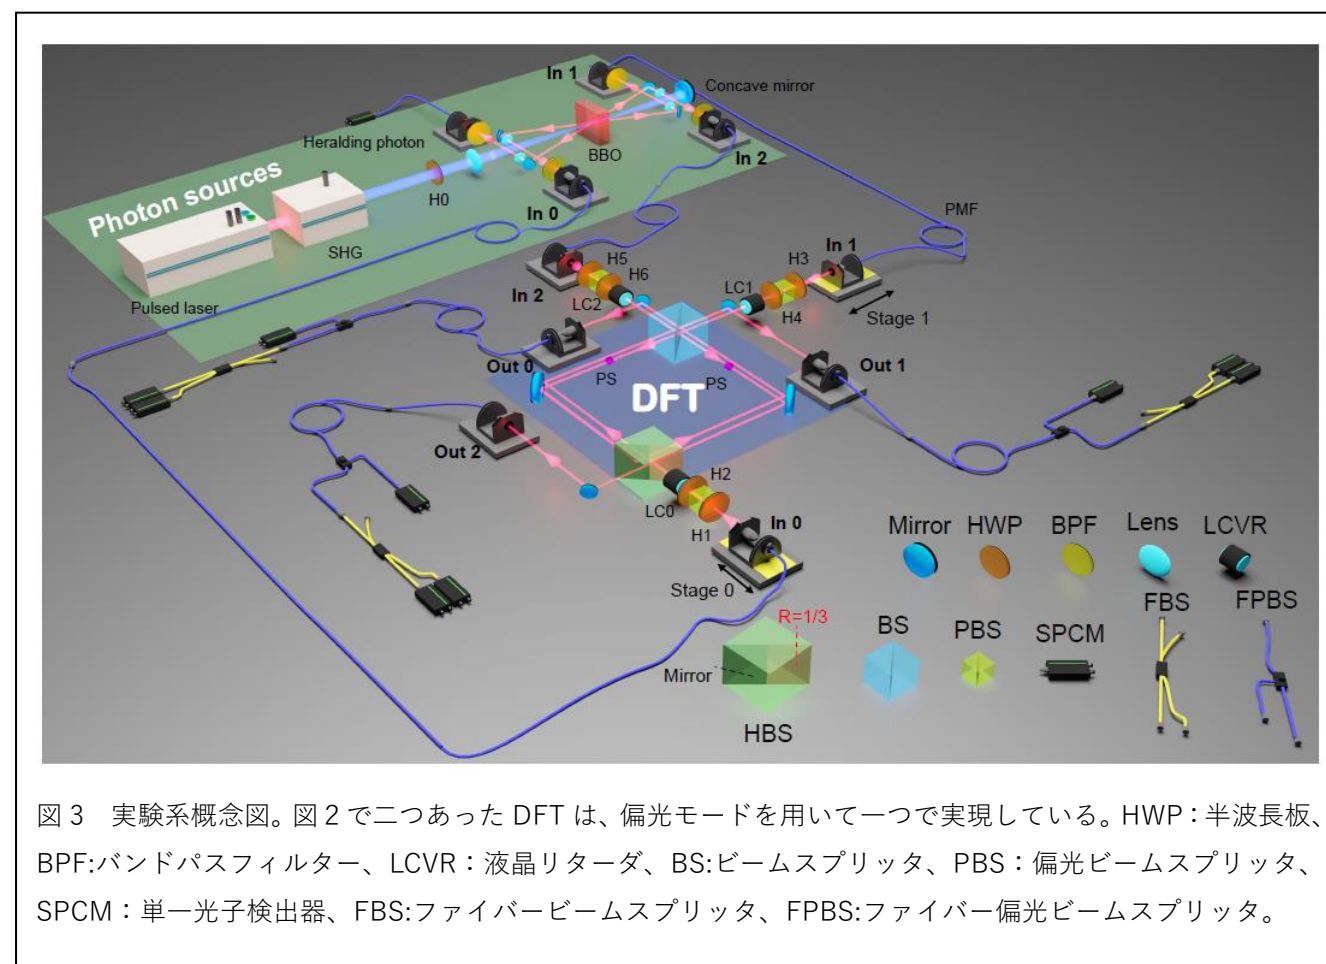 In 1
Concave mirror
Heralding photon
BBO
In 2
Photon sources
H0
In 0
SHG
PMF
Pulsed laser
In 1
H5
H3
H6
LC1
In 2
LC2
H4
Stage 1
Out 0
PS
PS
Out 1
DFT
Out 2
H2
LC0
H1
In 0
Stage 0
Mirror
HWP
BPF
Lens
LCVR
R=1/3
BS
PBS
SPCM
FBS
FPBS
Mirror
HBS
図3 実験系概念図。図2で二つあった DFT は、偏光モードを用いて一つで実現している。HWP：半波長板、
BPF:バンドパスフィルター、LCVR：液晶リターダ、BS:ビームスプリッタ、PBS：偏光ビームスプリッタ、
SPCM：単一光子検出器、FBS:ファイバービームスプリッタ、FPBS:ファイバー偏光ビームスプリッタ。